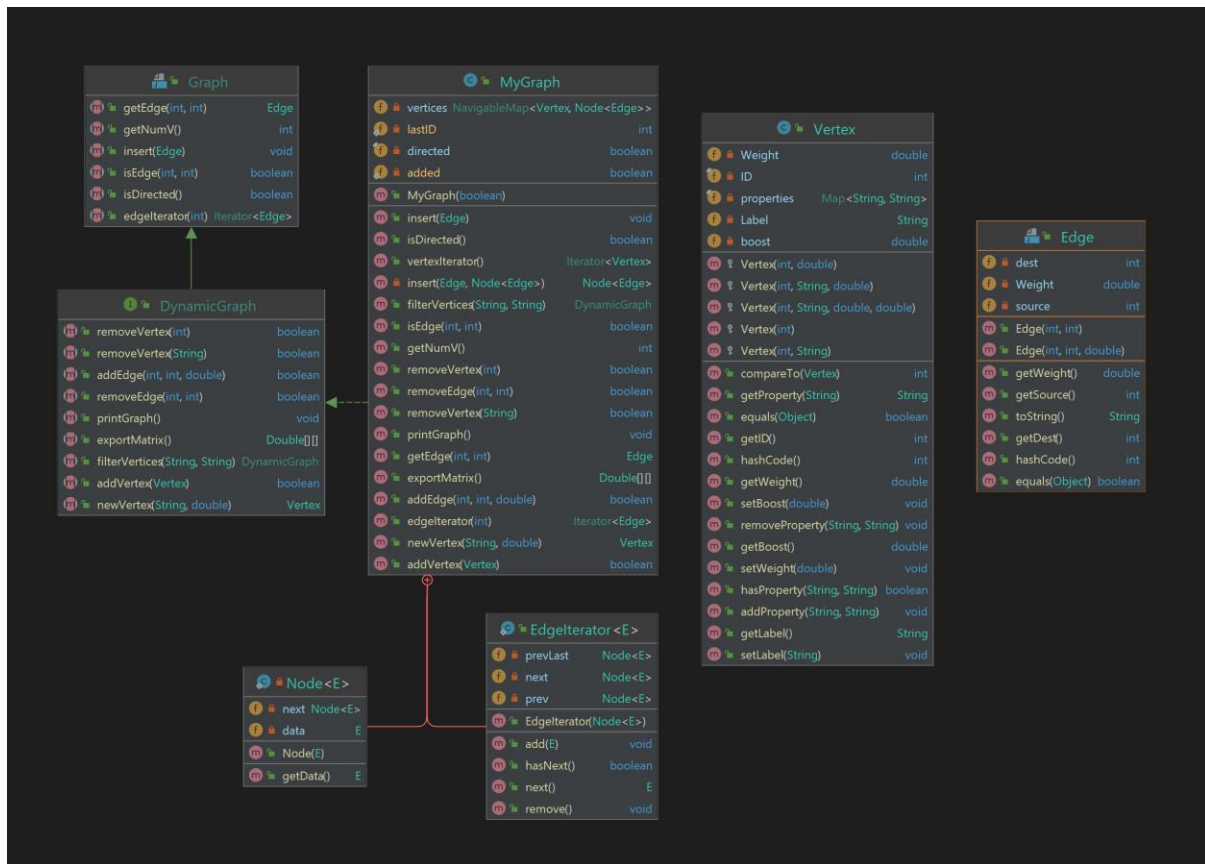 Graph
getEdge(int, int) Edge
getNumV() int
insert(Edge) void
isEdge(int, int) boolean
isDirected() boolean
edgeIterator(int) Iterator<Edge>
DynamicGraph
removeVertex(int) boolean
removeVertex(String) boolean
addEdge(int, int, double) boolean
removeEdge(int, int) boolean
printGraph() void
exportMatrix() Double[][]
filterVertices(String, String) DynamicGraph
addVertex(Vertex) boolean
newVertex(String, double) Vertex
MyGraph
vertices NavigableMap<Vertex, Node<Edge>>
lastID int
directed boolean
added boolean
MyGraph(boolean)
insert(Edge) void
isDirected() boolean
vertexIterator() Iterator<Vertex>
insert(Edge, Node<Edge>) Node<Edge>
filterVertices(String, String) DynamicGraph
isEdge(int, int) boolean
getNumV() int
removeVertex(int) boolean
removeEdge(int, int) boolean
removeVertex(String) boolean
printGraph() void
getEdge(int, int) Edge
exportMatrix() Double[][]
addEdge(int, int, double) boolean
edgeIterator(int) Iterator<Edge>
newVertex(String, double) Vertex
addVertex(Vertex) boolean
Vertex
Weight double
ID int
properties Map<String, String>
Label String
boost double
Vertex(int, double)
Vertex(int, String, double)
Vertex(int, String, double, double)
Vertex(int)
Vertex(int, String)
compareTo(Vertex) int
getProperty(String) String
equals(Object) boolean
getID() int
hashCode() int
getWeight() double
setBoost(double) void
removeProperty(String, String) void
getBoost() double
setWeight(double) void
hasProperty(String, String) boolean
addProperty(String, String) void
getLabel() String
setLabel(String) void
Edge
dest int
Weight double
source int
Edge(int, int)
Edge(int, int, double)
getWeight() double
getSource() int
toString() String
getDest() int
hashCode() int
equals(Object) boolean
Node<E>
next Node<E>
data E
Node(E)
getData() E
EdgeIterator<E>
prevLast Node<E>
next Node<E>
prev Node<E>
EdgeIterator(Node<E>)
add(E) void
hasNext() boolean
next() E
remove() void